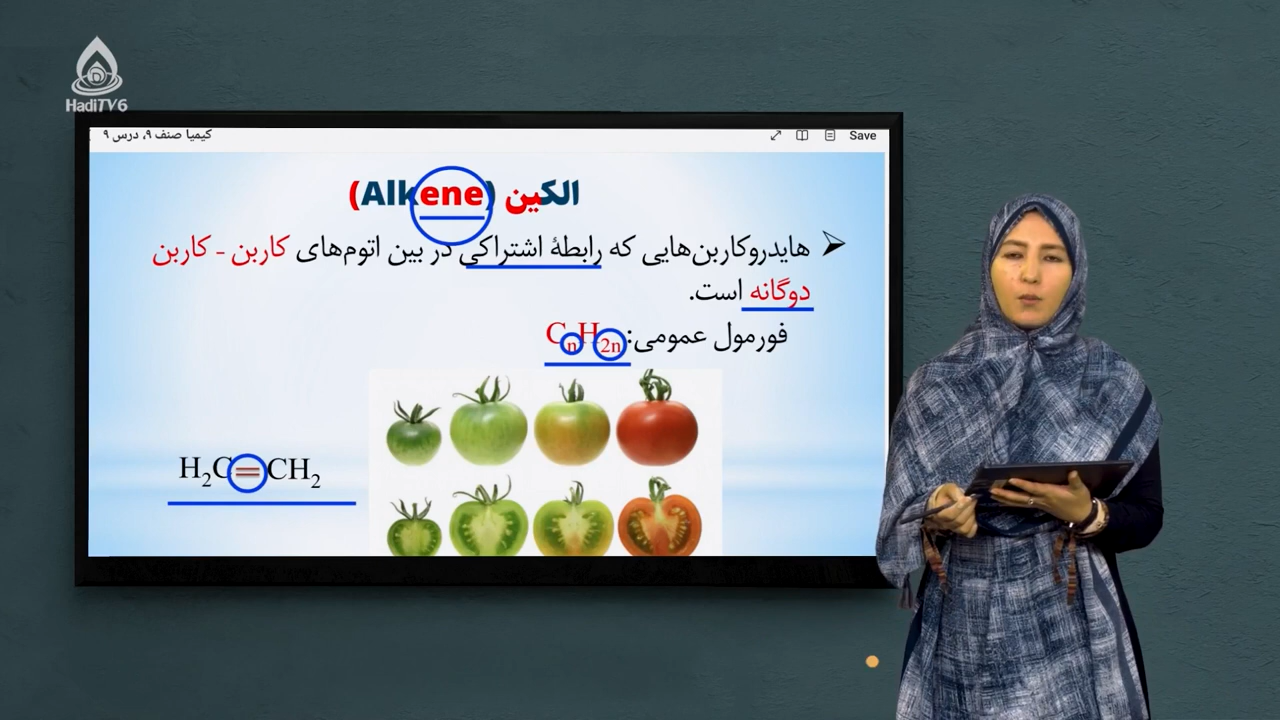 HadiTV6
کیمیا صنف ۹، درس ۹
Save
الکین (Alkene)
هایدروکاربن‌هایی که رابطهٔ اشتراکی در بین اتوم‌های کاربن - کاربن
دوگانه است.
فورمول عمومی: CnH2n
H2C=CH2